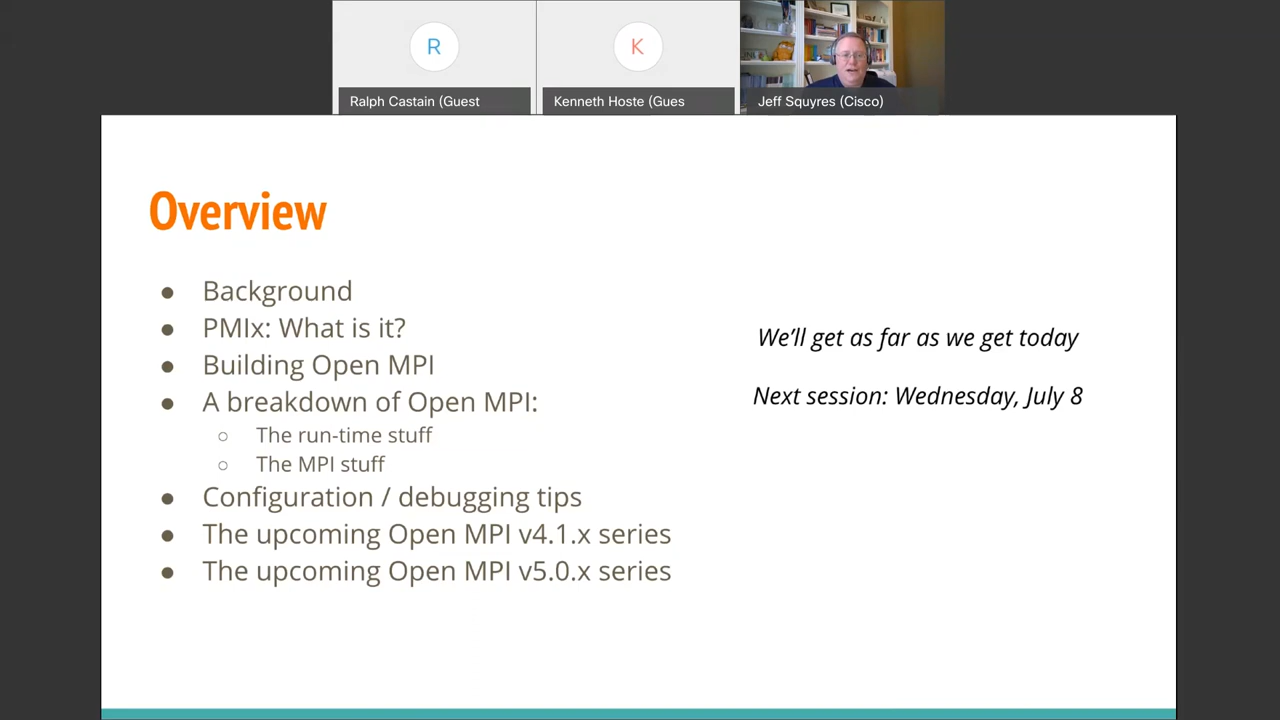 R
K
Ralph Castain (Guest
Kenneth Hoste (Gues
Jeff Squyres (Cisco)
Overview
● Background
● PMIx: What is it?
● Building Open MPI
● A breakdown of Open MPI:
○ The run-time stuff
○ The MPI stuff
● Configuration / debugging tips
● The upcoming Open MPI v4.1.x series
● The upcoming Open MPI v5.0.x series
We'll get as far as we get today
Next session: Wednesday, July 8